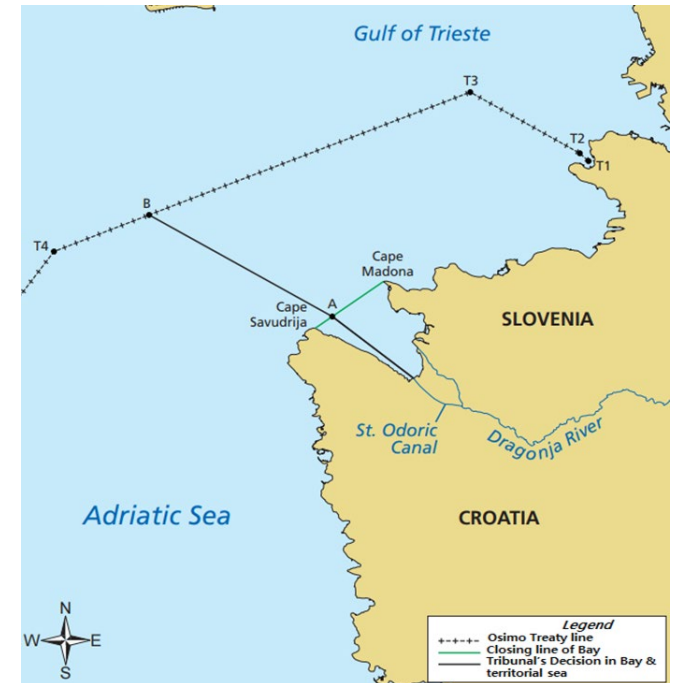 Gulf of Trieste
T3
T2
T1
B
T4
Cape
Madona
A
Cape
Savudrija
SLOVENIA
St. Odoric
Canal
Dragonja River
Adriatic Sea
CROATIA
N
W
E
S
Legend
Osimo Treaty line
Closing line of Bay
Tribunal's Decision in Bay &
territorial sea